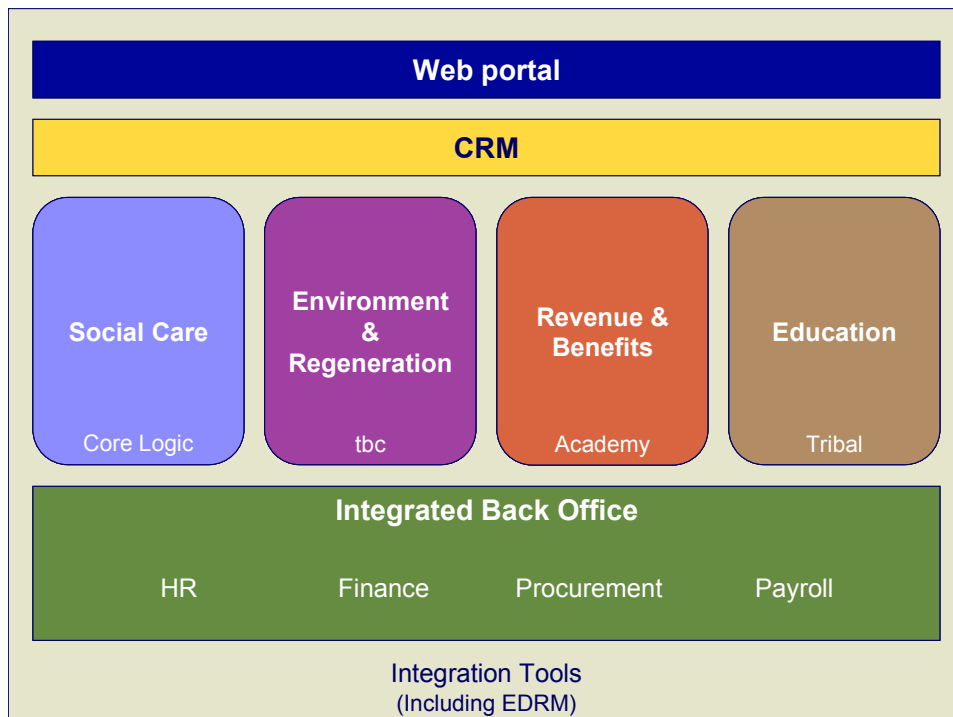 Web portal
CRM
Social Care
Core Logic
Environment
&
Regeneration
tbc
Revenue &
Benefits
Academy
Education
Tribal
Integrated Back Office
HR Finance Procurement Payroll
Integration Tools
(Including EDRM)